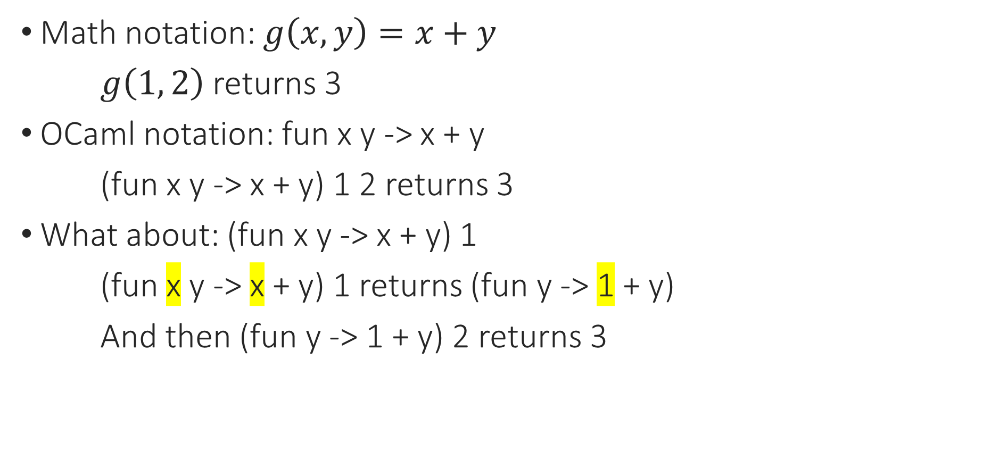 • Math notation: g(x, y) = x + y
g(1, 2) returns 3
• OCaml notation: fun x y -> x + y
(fun x y -> x + y) 1 2 returns 3
• What about: (fun x y -> x + y) 1
(fun x y -> x + y) 1 returns (fun y -> 1 + y)
And then (fun y -> 1 + y) 2 returns 3